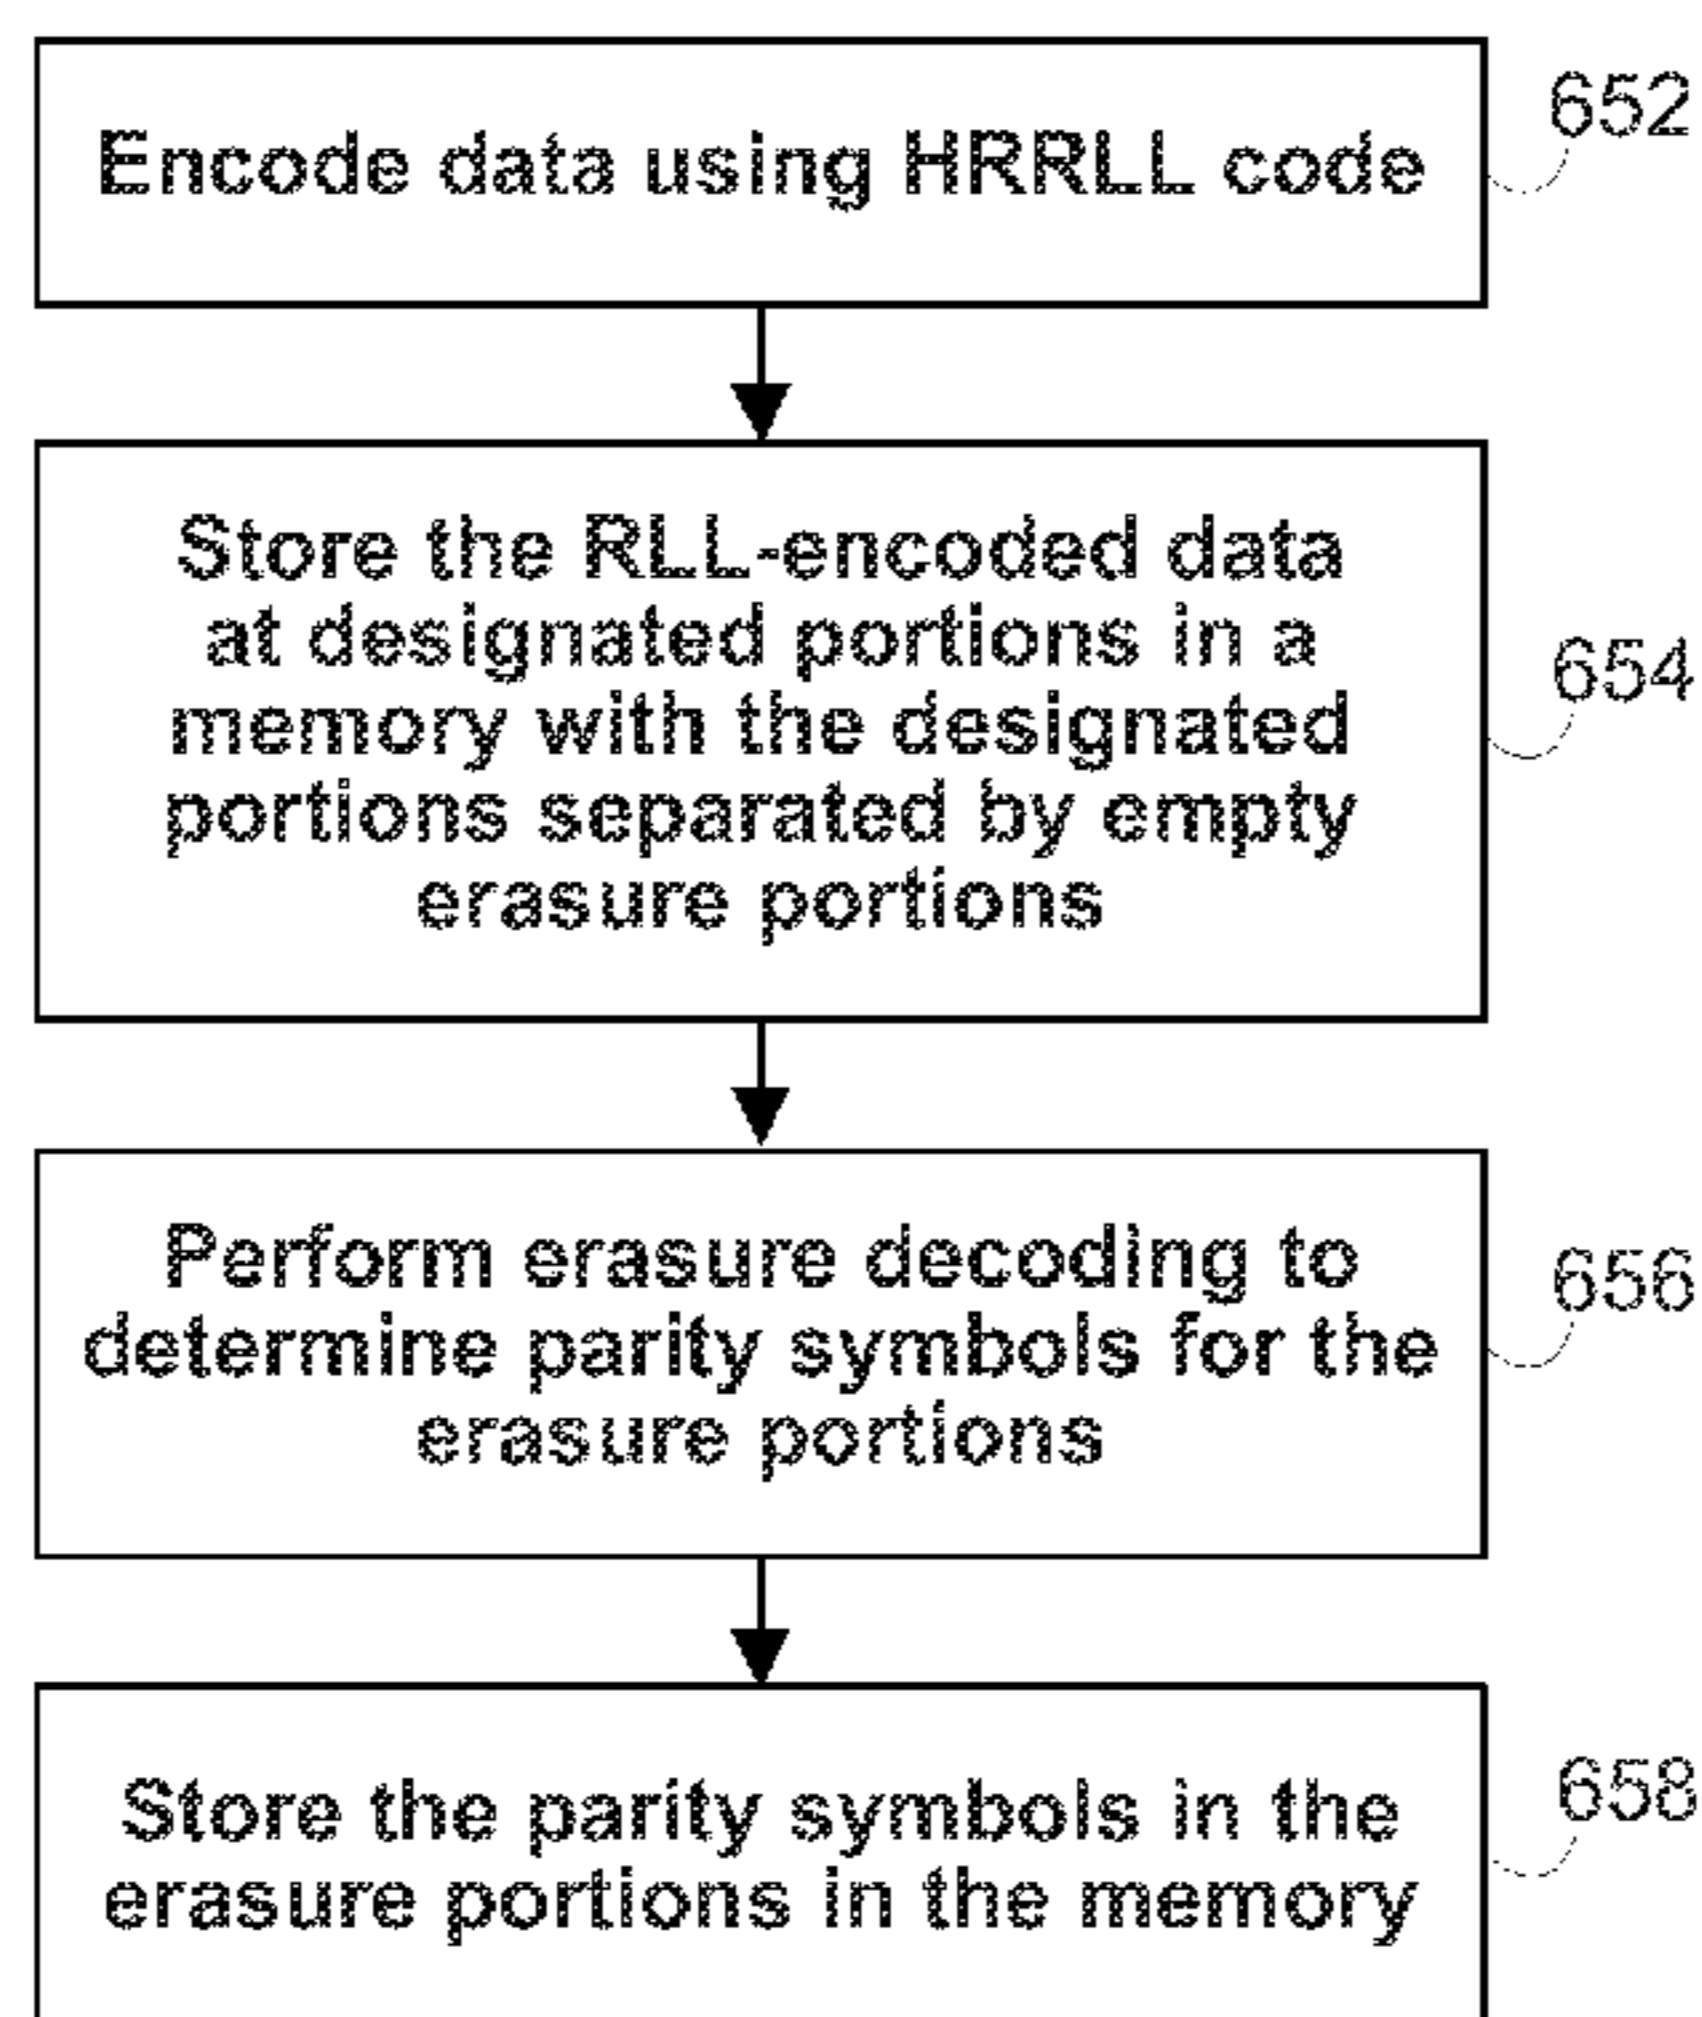 Encode data using HRRLL code
652
Store the RLL-encoded data
at designated portions in a
memory with the designated
portions separated by empty
erasure portions
654
Perform erasure decoding to
determine parity symbols for the
erasure portions
656
Store the parity symbols in the
erasure portions in the memory
658